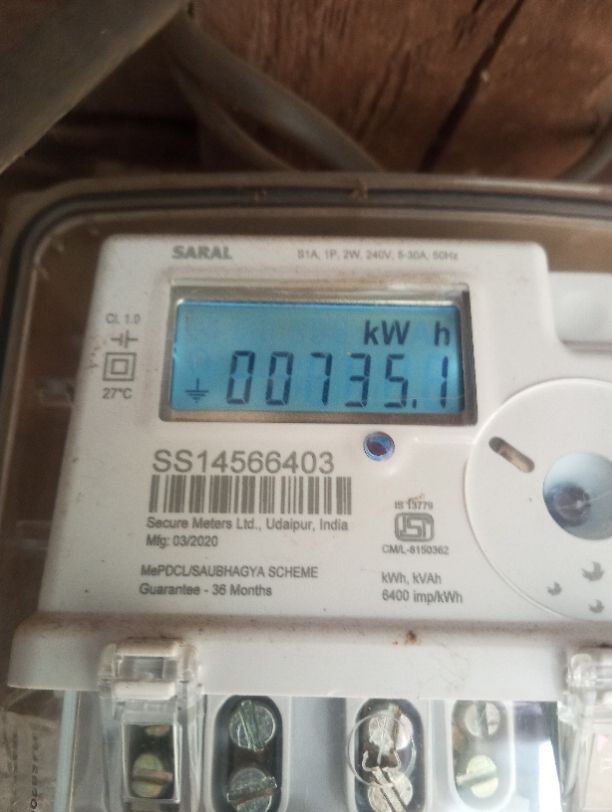 SARAL S1A, 1P, 2W, 240V, 5-30A, 50Hz
Cl. 1.0
kW h
00735.1
27°C
SS14566403
Secure Meters Ltd., Udaipur, India
Mfg: 03/2020
IS 13779
ISI
CM/L-8150362
MePDCL/SAUBHAGYA SCHEME
Guarantee - 36 Months
kWh, kVAh
6400 imp/kWh